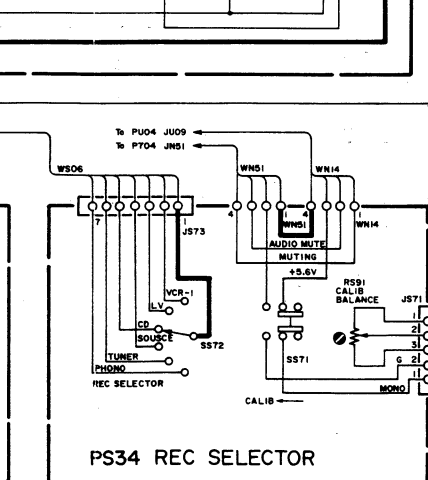 To PU04 JU09
To P704 JN51
WS06
WN51
WN14
7
1
JS73
4
1
WN51
4
1
WN14
AUDIO MUTE
MUTING
+5.6V
VCR-1
LV
CD
SOUSCE
SS72
TUNER
PHONO
REC SELECTOR
RS91
CALIB
BALANCE
JS71
1
2
3
G 2
MONO 1
SS71
CALIB
PS34 REC SELECTOR